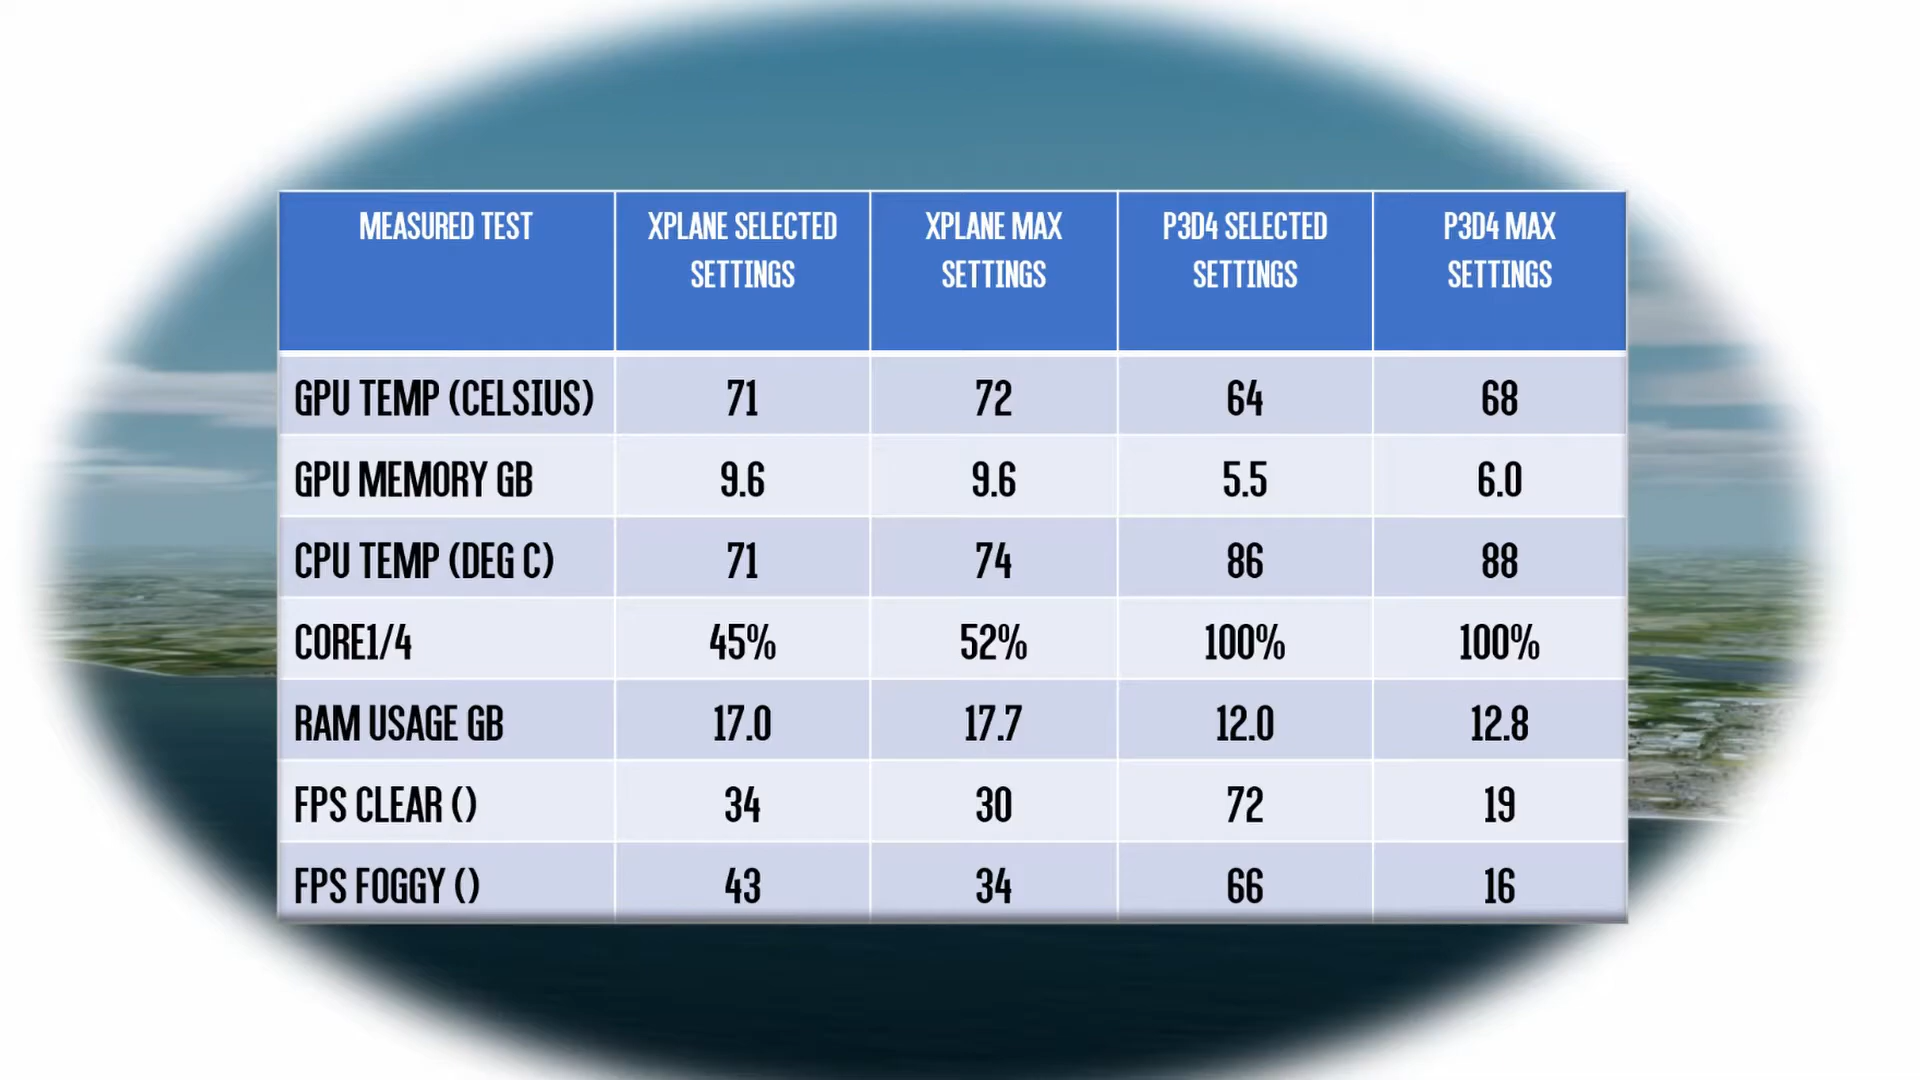 MEASURED TEST XPLANE SELECTED SETTINGS XPLANE MAX SETTINGS P3D4 SELECTED SETTINGS P3D4 MAX SETTINGS
GPU TEMP (CELSIUS) 71 72 64 68
GPU MEMORY GB 9.6 9.6 5.5 6.0
CPU TEMP (DEG C) 71 74 86 88
CORE1/4 45% 52% 100% 100%
RAM USAGE GB 17.0 17.7 12.0 12.8
FPS CLEAR () 34 30 72 19
FPS FOGGY () 43 34 66 16